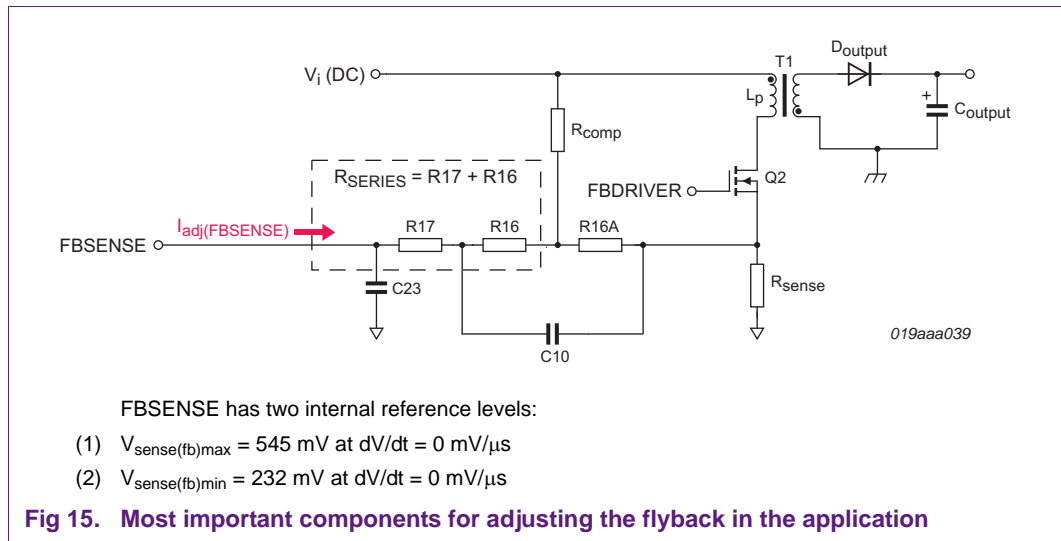 Doutput
T1
Vi (DC)
Lp
+
Coutput
Rcomp
RSERIES = R17 + R16
FBDRIVER
Q2
Iadj(FBSENSE)
R17
R16
R16A
FBSENSE
C23
Rsense
C10
019aaa039
FBSENSE has two internal reference levels:
(1) Vsense(fb)max = 545 mV at dV/dt = 0 mV/μs
(2) Vsense(fb)min = 232 mV at dV/dt = 0 mV/μs
Fig 15. Most important components for adjusting the flyback in the application